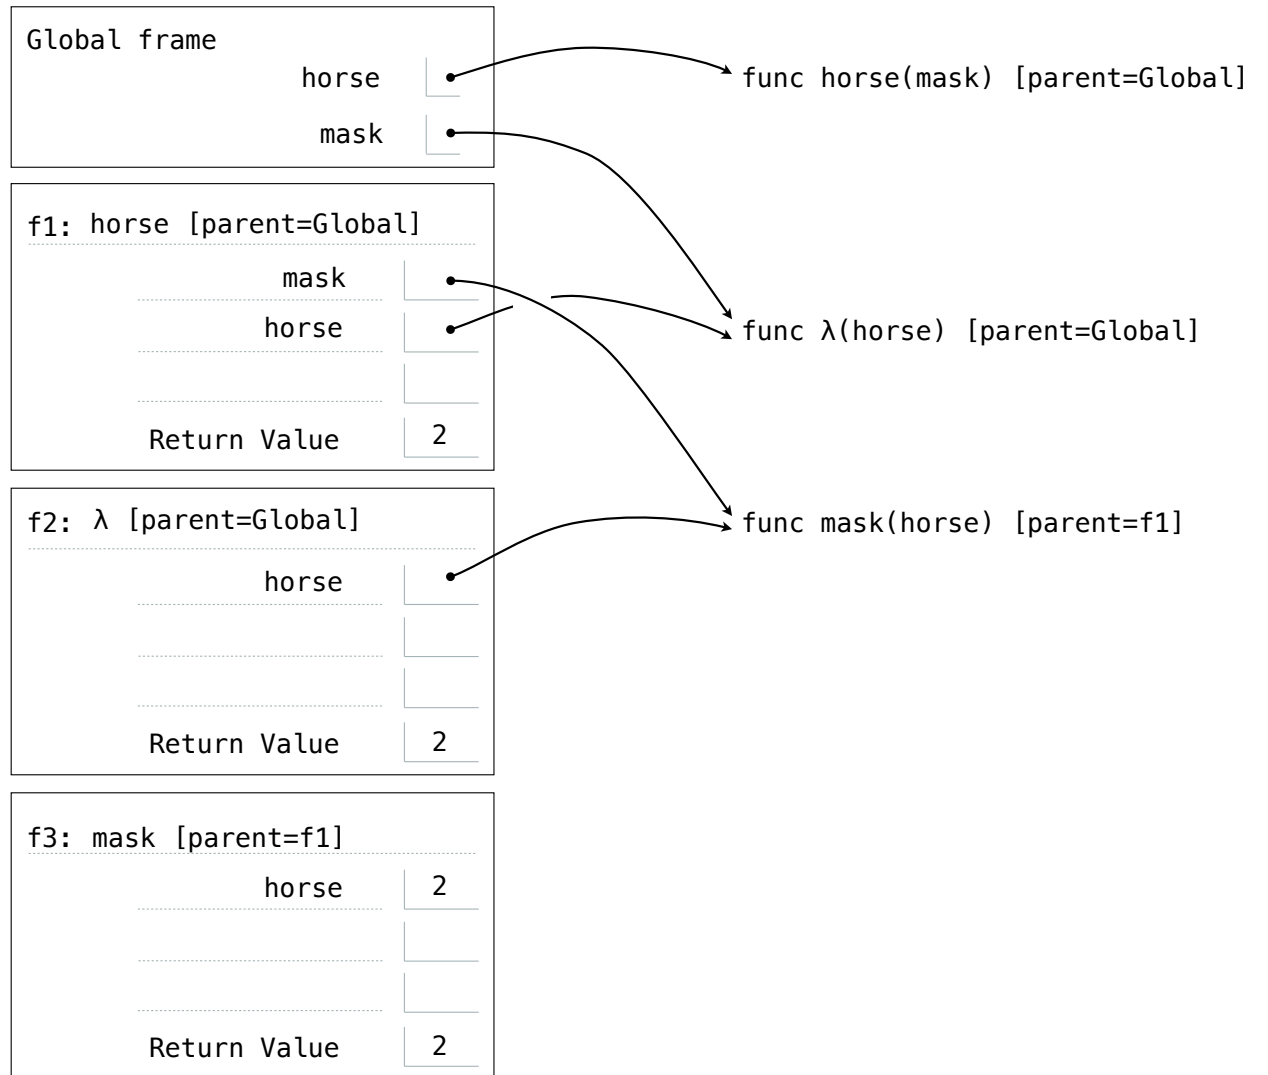 Global frame
horse
func horse(mask) [parent=Global]
mask
f1: horse [parent=Global]
mask
horse
func λ(horse) [parent=Global]
Return Value 2
f2: λ [parent=Global]
func mask(horse) [parent=f1]
horse
Return Value 2
f3: mask [parent=f1]
horse 2
Return Value 2